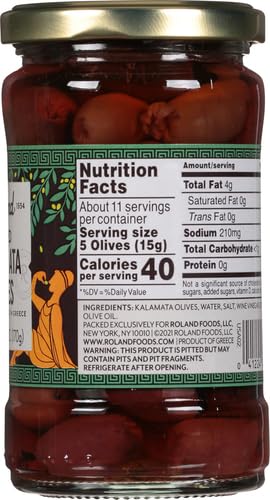 1934
Nutrition
Facts
About 11 servings
per container
Serving size
5 Olives (15g)
Calories
per serving 40
*%DV = %Daily Value
Amount/serving
Total Fat 4g
Saturated Fat 0g
Trans Fat 0g
Sodium 210mg
Total Carbohydrate
Protein 0g
Not a significant source of
sugars, added sugars, vitamin D,
INGREDIENTS: KALAMATA OLIVES, WATER, SALT, WINE
OLIVE OIL.
PACKED EXCLUSIVELY FOR ROLAND FOODS, LLC,
NEW YORK, NY 10010 | ©2021 ROLAND FOODS, LLC
WWW.ROLANDFOODS.COM | PRODUCT OF GREECE
WARNING: THIS PRODUCT IS PITTED BUT MAY
CONTAIN PITS AND PIT FRAGMENTS.
REFRIGERATE AFTER OPENING.